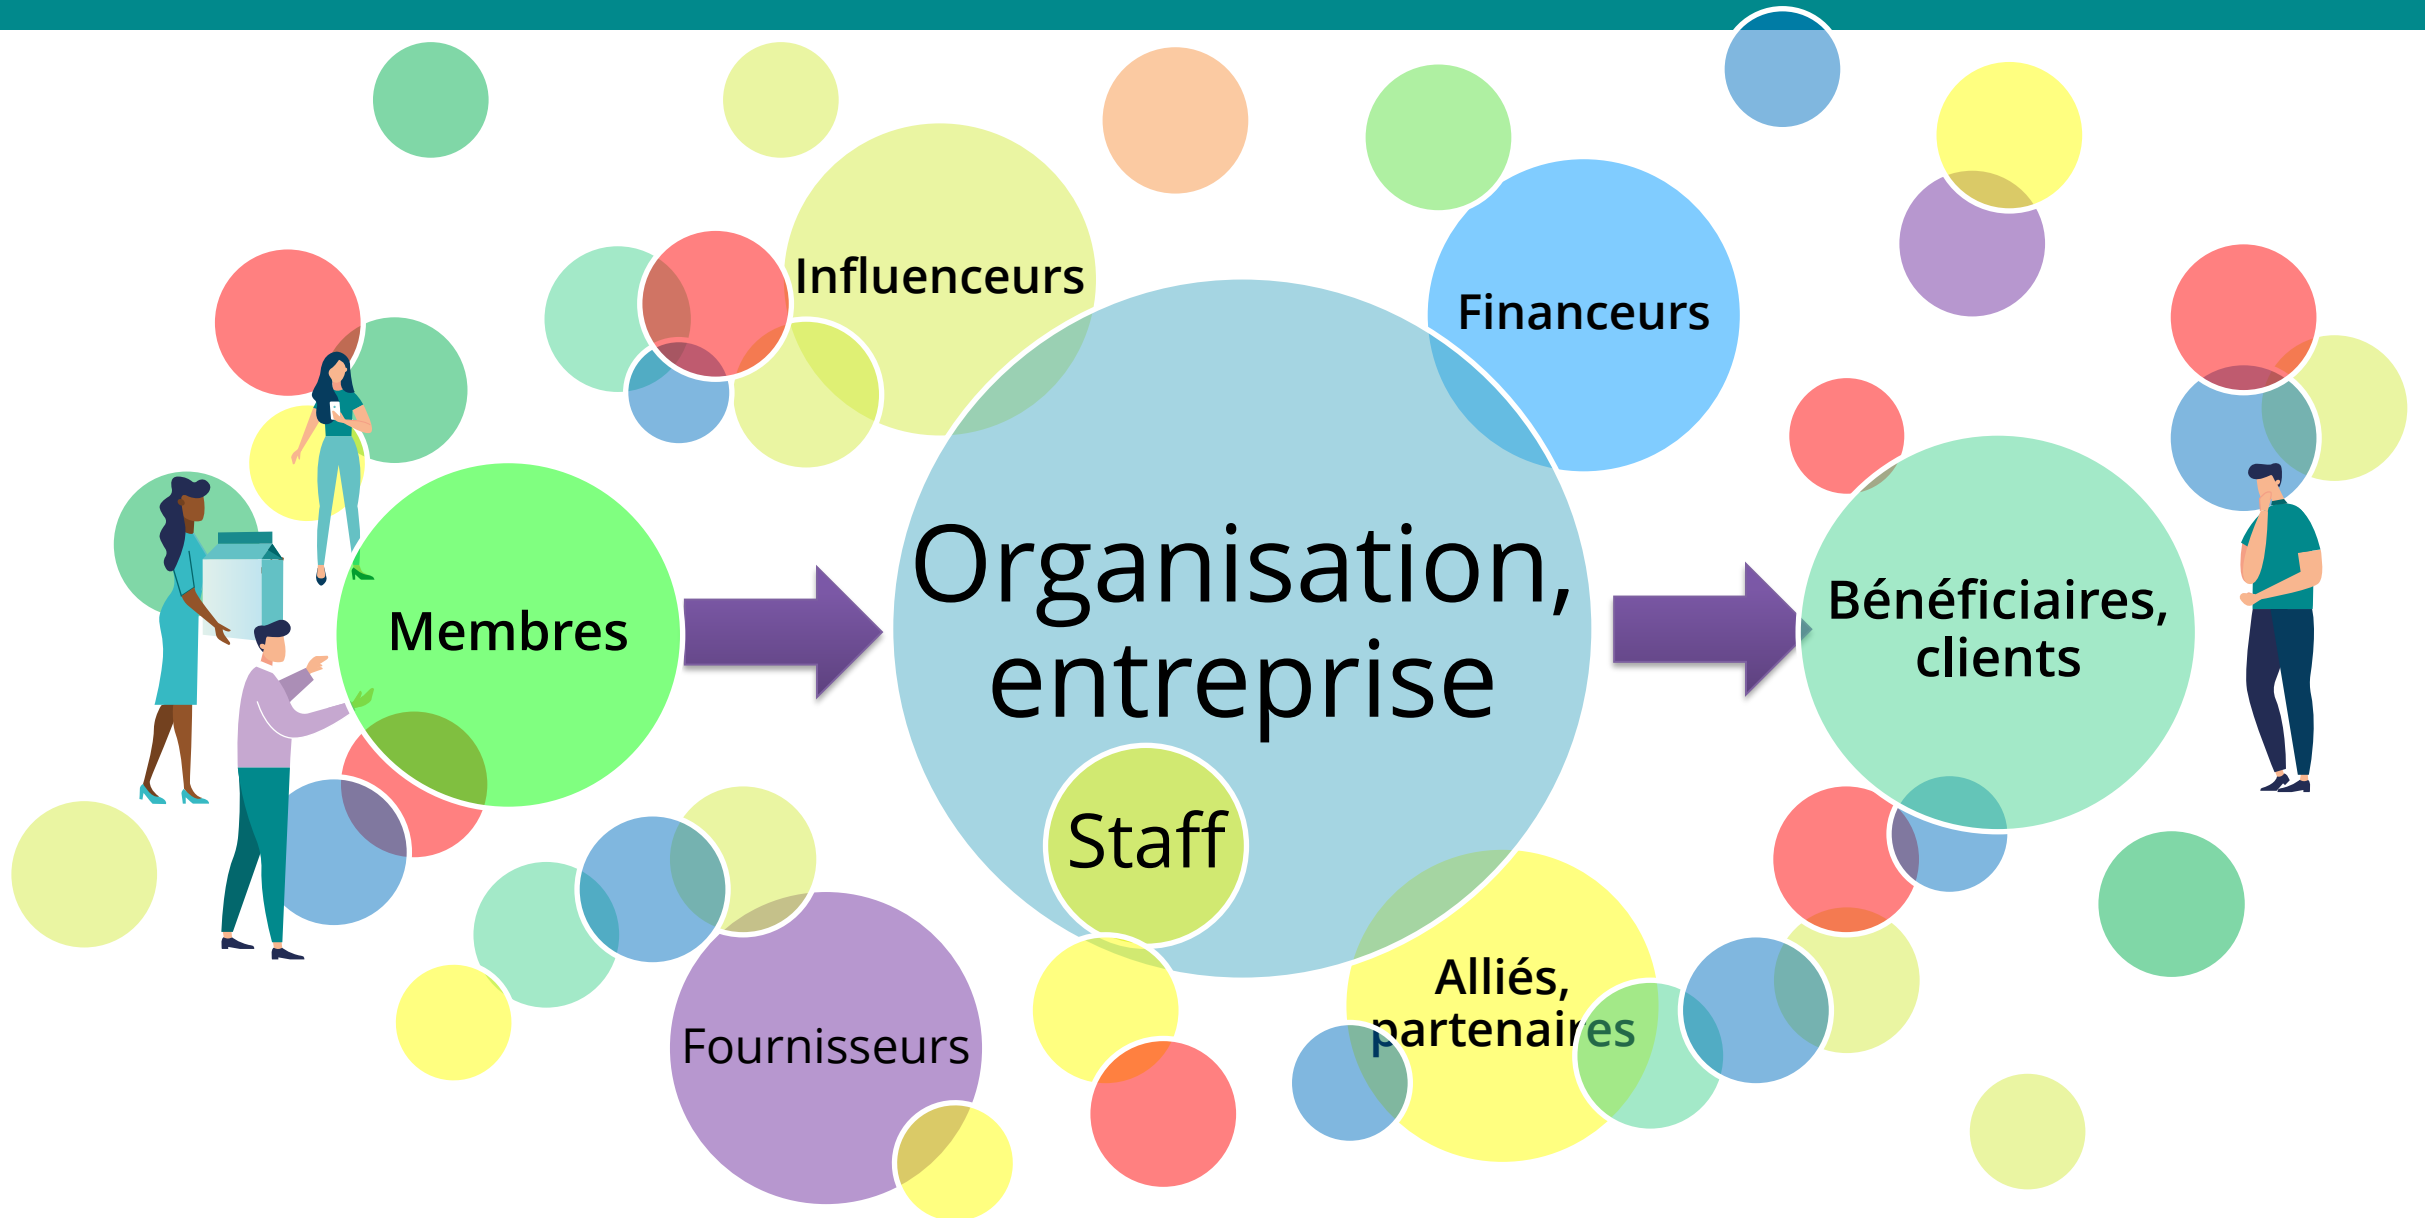 Influenceurs
Financeurs
Membres
Organisation,
entreprise
Bénéficiaires,
clients
Staff
Alliés,
partenaires
Fournisseurs